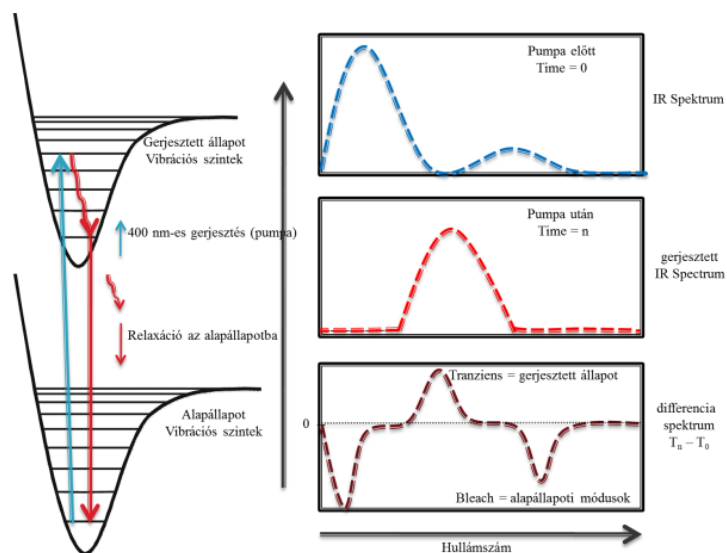 Gerjesztett állapot
Vibrációs szintek
400 nm-es gerjesztés (pumpa)
Relaxáció az alapállapotba
Alapállapot
Vibrációs szintek
Pumpa előtt
Time = 0
IR Spektrum
Pumpa után
Time = n
gerjesztett
IR Spectrum
Tranziens = gerjesztett állapot
0
differencia
spektrum
Tn – T0
Bleach = alapállapoti módusok
Hullámszám